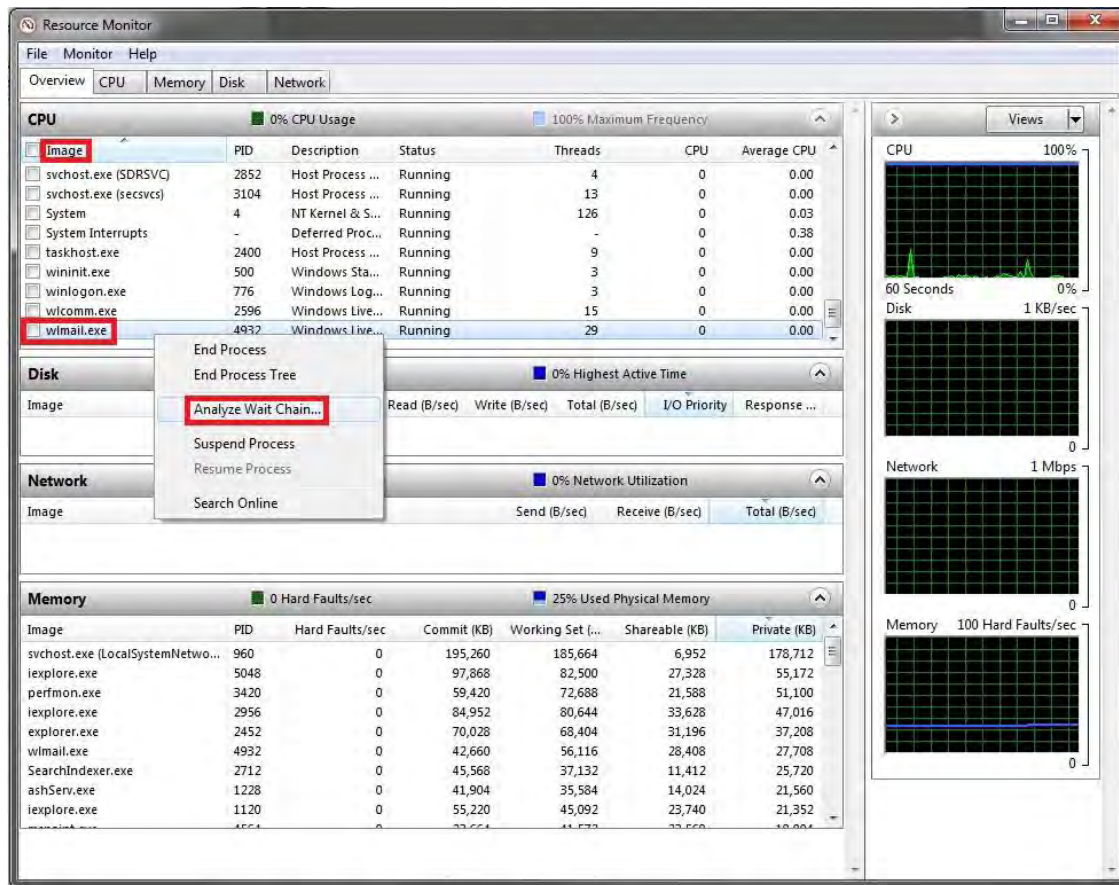 Resource Monitor
File Monitor Help
Overview CPU Memory Disk Network
CPU 0% CPU Usage 100% Maximum Frequency
Image PID Description Status Threads CPU Average CPU
svchost.exe (SDRSVC) 2852 Host Process ... Running 4 0 0.00
svchost.exe (secsvcs) 3104 Host Process ... Running 13 0 0.00
System 4 NT Kernel & S... Running 126 0 0.03
System Interrupts - Deferred Proc... Running - 0 0.38
taskhost.exe 2400 Host Process ... Running 9 0 0.00
wininit.exe 500 Windows Sta... Running 3 0 0.00
winlogon.exe 776 Windows Log... Running 3 0 0.00
wlcomm.exe 2596 Windows Live... Running 15 0 0.00
wlmail.exe 4932 Windows Live... Running 29 0 0.00
End Process
End Process Tree
Analyze Wait Chain...
Suspend Process
Resume Process
Search Online
Disk 0% Highest Active Time
Image Read (B/sec) Write (B/sec) Total (B/sec) I/O Priority Response ...
Network 0% Network Utilization
Image Send (B/sec) Receive (B/sec) Total (B/sec)
Memory 0 Hard Faults/sec 25% Used Physical Memory
Image PID Hard Faults/sec Commit (KB) Working Set (... Shareable (KB) Private (KB)
svchost.exe (LocalSystemNetwo... 960 0 195,260 185,664 6,952 178,712
iexplore.exe 5048 0 97,868 82,500 27,328 55,172
perfmon.exe 3420 0 59,420 72,688 21,588 51,100
iexplore.exe 2956 0 84,952 80,644 33,628 47,016
explorer.exe 2452 0 70,028 68,404 31,196 37,208
wlmail.exe 4932 0 42,660 56,116 28,408 27,708
SearchIndexer.exe 2712 0 45,568 37,132 11,412 25,720
ashServ.exe 1228 0 41,904 35,584 14,024 21,560
iexplore.exe 1120 0 55,220 45,092 23,740 21,352
Views
CPU 100%
60 Seconds 0%
Disk 1 KB/sec
0
Network 1 Mbps
0
Memory 100 Hard Faults/sec
0